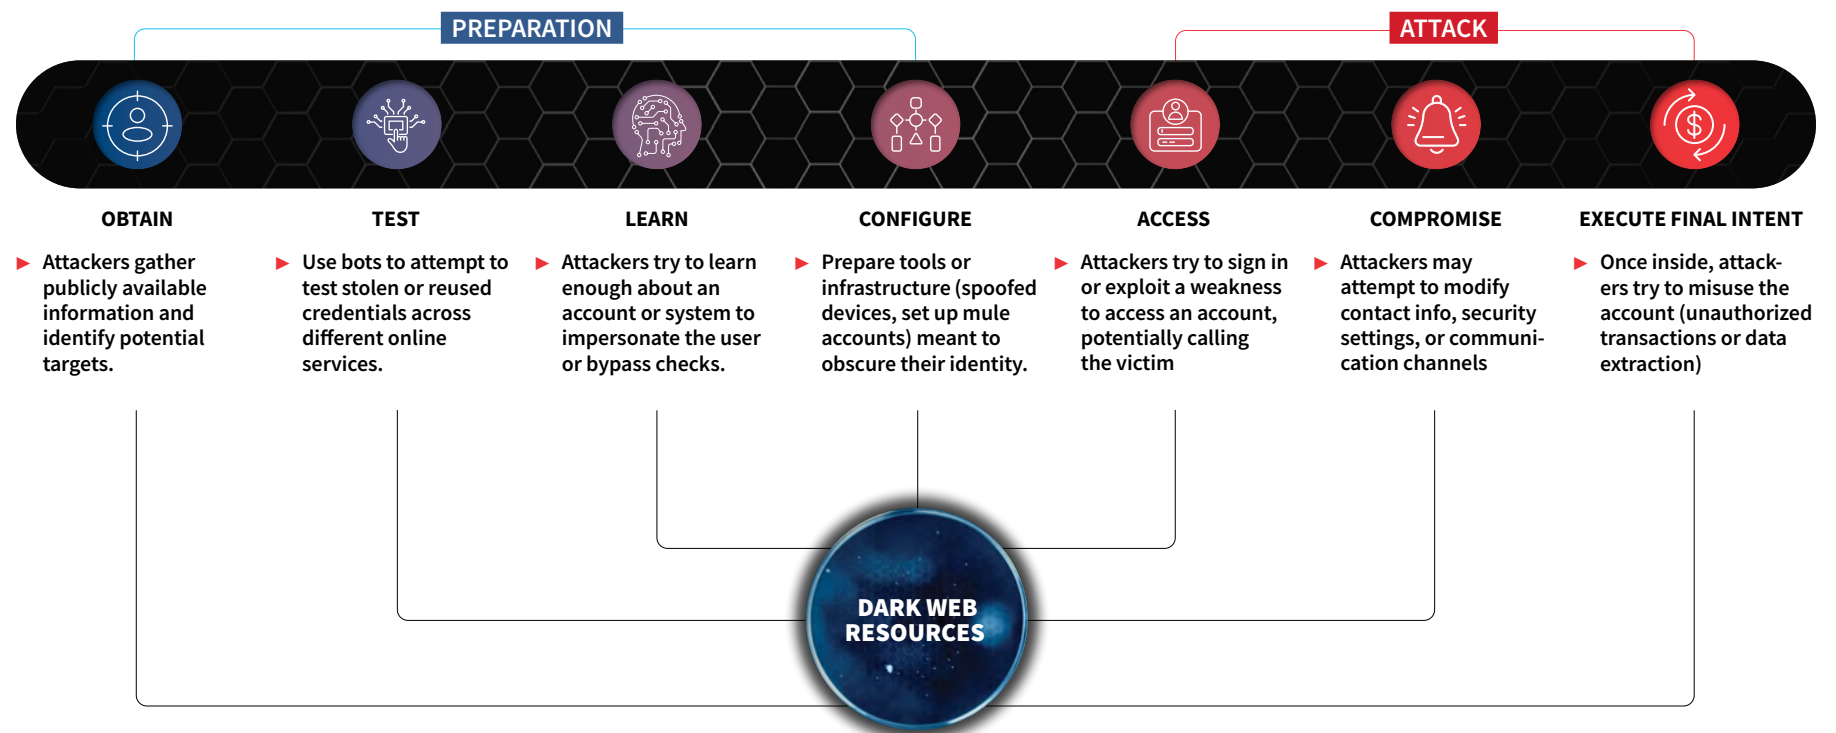 PREPARATION
ATTACK
OBTAIN
Attackers gather
publicly available
information and
identify potential
targets.
TEST
Use bots to attempt to
test stolen or reused
credentials across
different online
services.
LEARN
Attackers try to learn
enough about an
account or system to
impersonate the user
or bypass checks.
CONFIGURE
Prepare tools or
infrastructure (spoofed
devices, set up mule
accounts) meant to
obscure their identity.
ACCESS
Attackers try to sign in
or exploit a weakness
to access an account,
potentially calling
the victim
COMPROMISE
Attackers may
attempt to modify
contact info, security
settings, or communi-
cation channels
EXECUTE FINAL INTENT
Once inside, attack-
ers try to misuse the
account (unauthorized
transactions or data
extraction)
DARK WEB
RESOURCES